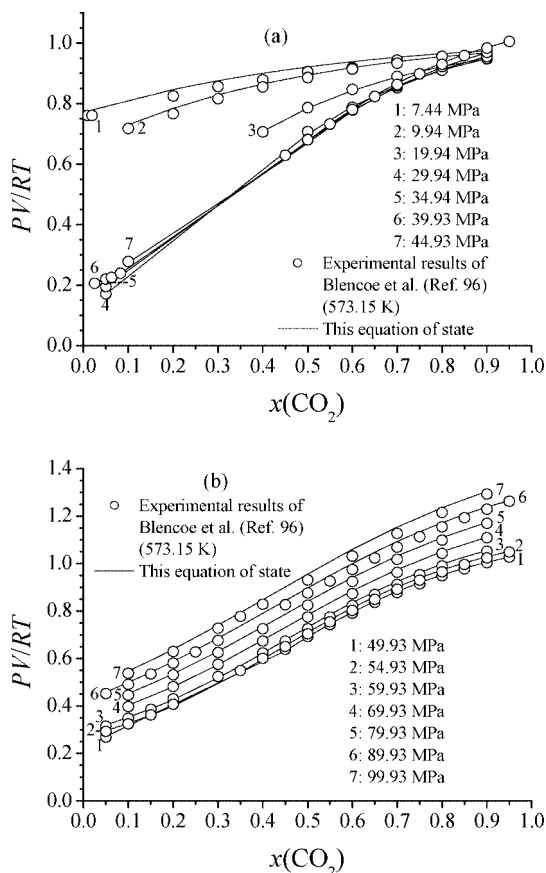 (a)
PV/RT
1.0
0.8
0.6
0.4
0.2
0.0
1
2
3
4
5
6
7
1: 7.44 MPa
2: 9.94 MPa
3: 19.94 MPa
4: 29.94 MPa
5: 34.94 MPa
6: 39.93 MPa
7: 44.93 MPa
Experimental results of
Blencoe et al. (Ref. 96)
(573.15 K)
This equation of state
0.0 0.1 0.2 0.3 0.4 0.5 0.6 0.7 0.8 0.9 1.0
x(CO₂)
(b)
PV/RT
1.4
1.2
1.0
0.8
0.6
0.4
0.2
0.0
Experimental results of
Blencoe et al. (Ref. 96)
(573.15 K)
This equation of state
7
6
5
4
3
2
1
7
6
5
4
3
2
1
1: 49.93 MPa
2: 54.93 MPa
3: 59.93 MPa
4: 69.93 MPa
5: 79.93 MPa
6: 89.93 MPa
7: 99.93 MPa
0.0 0.1 0.2 0.3 0.4 0.5 0.6 0.7 0.8 0.9 1.0
x(CO₂)